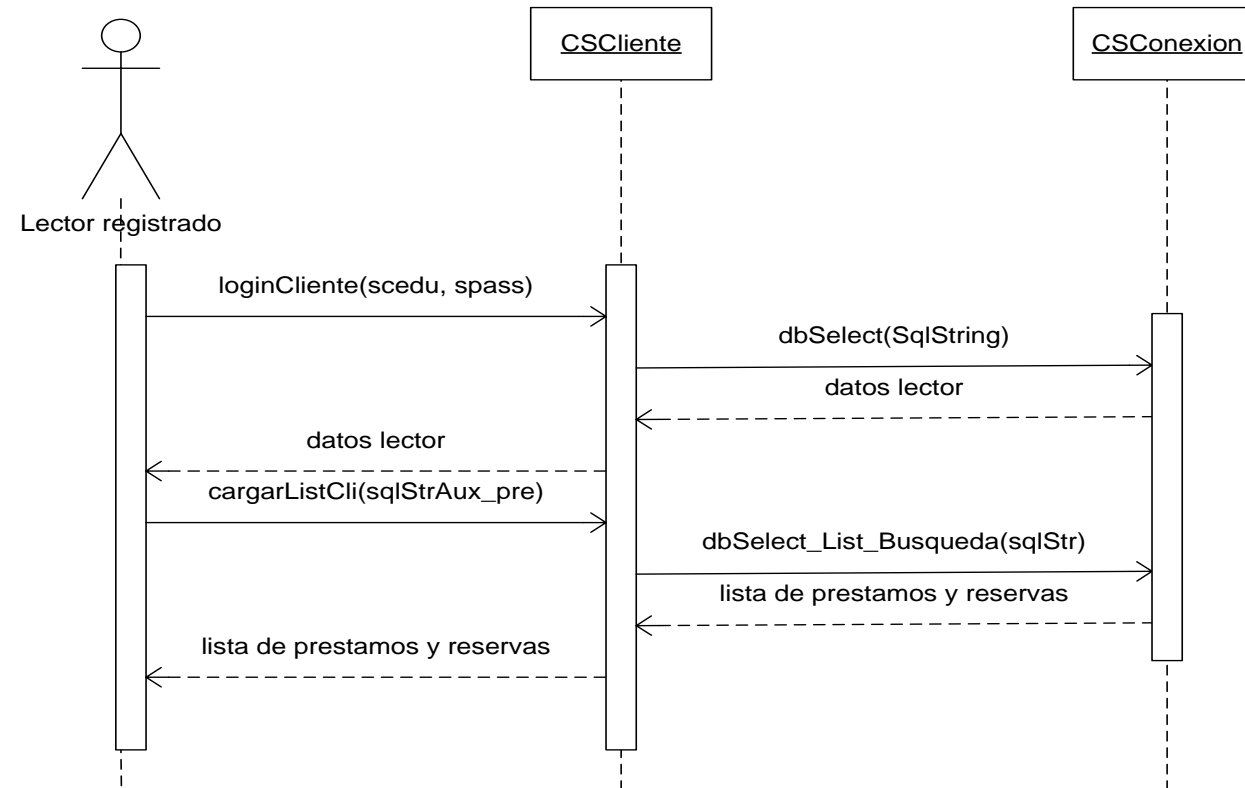 CSCliente
CSConexion
Lector registrado
loginCliente(scedu, spass)
dbSelect(SqlString)
datos lector
datos lector
cargarListCli(sqlStrAux_pre)
dbSelect_List_Busqueda(sqlStr)
lista de prestamos y reservas
lista de prestamos y reservas